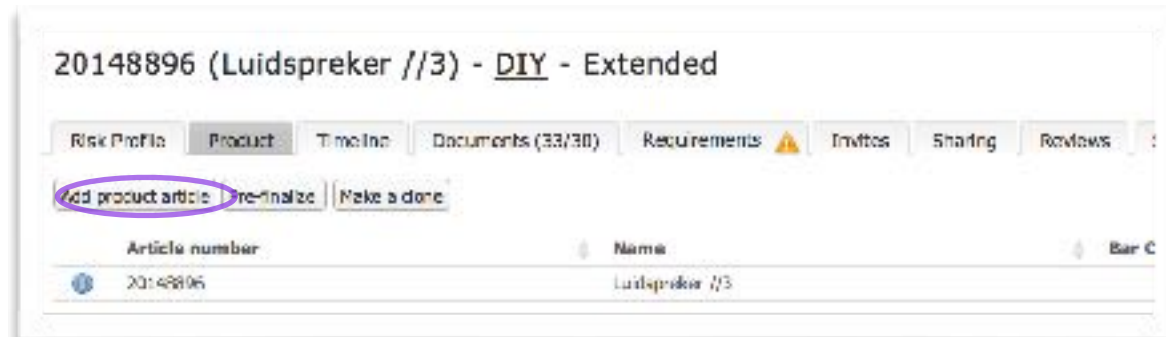 20148896 (Luidspreker //3) - DIY - Extended
Risk Profile Product Timeline Documents (33/30) Requirements Invites Sharing Reviews
Add product article Pre-finalize Make a clone
Article number Name Bar C
20148896 Luidspreker //3